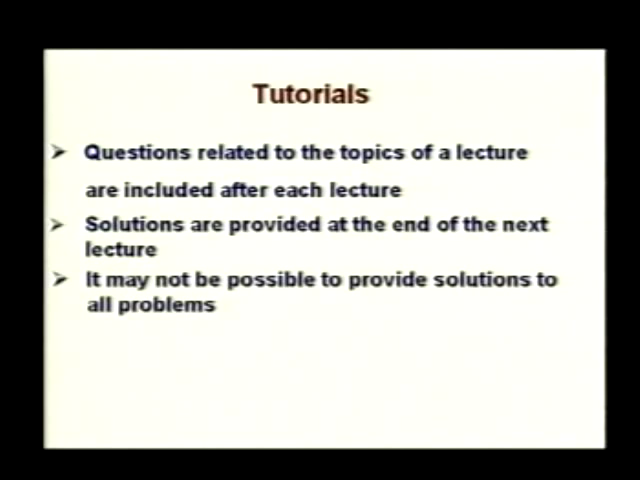 Tutorials
➢ Questions related to the topics of a lecture
are included after each lecture
➢ Solutions are provided at the end of the next
lecture
➢ It may not be possible to provide solutions to
all problems